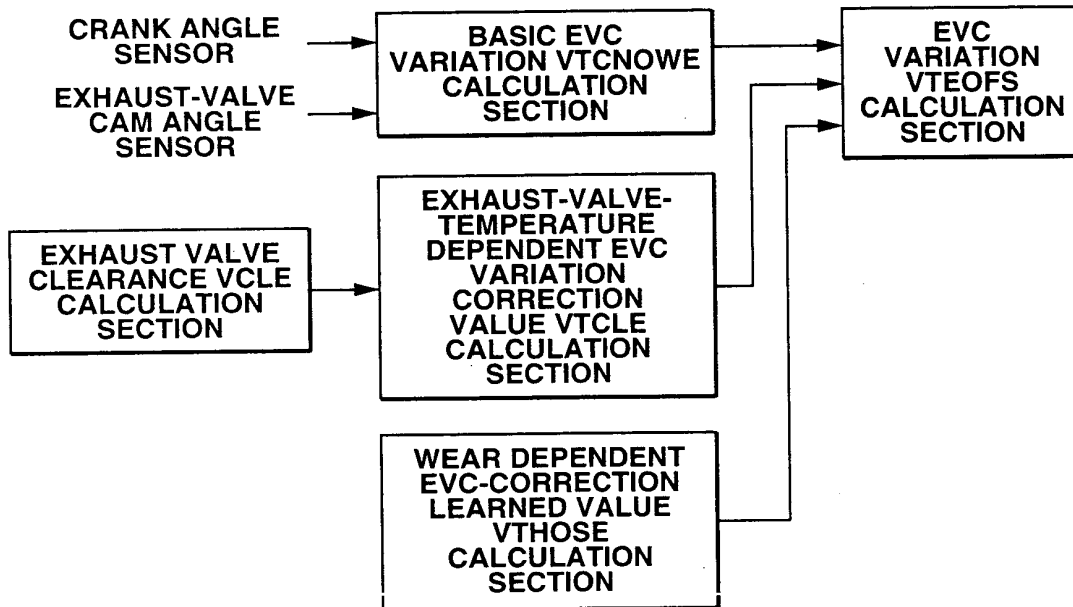 CRANK ANGLE
SENSOR
EXHAUST-VALVE
CAM ANGLE
SENSOR
BASIC EVC
VARIATION VTCNOWE
CALCULATION
SECTION
EVC
VARIATION
VTEOFS
CALCULATION
SECTION
EXHAUST VALVE
CLEARANCE VCLE
CALCULATION
SECTION
EXHAUST-VALVE-
TEMPERATURE
DEPENDENT EVC
VARIATION
CORRECTION
VALUE VTCLE
CALCULATION
SECTION
WEAR DEPENDENT
EVC-CORRECTION
LEARNED VALUE
VTHOSE
CALCULATION
SECTION